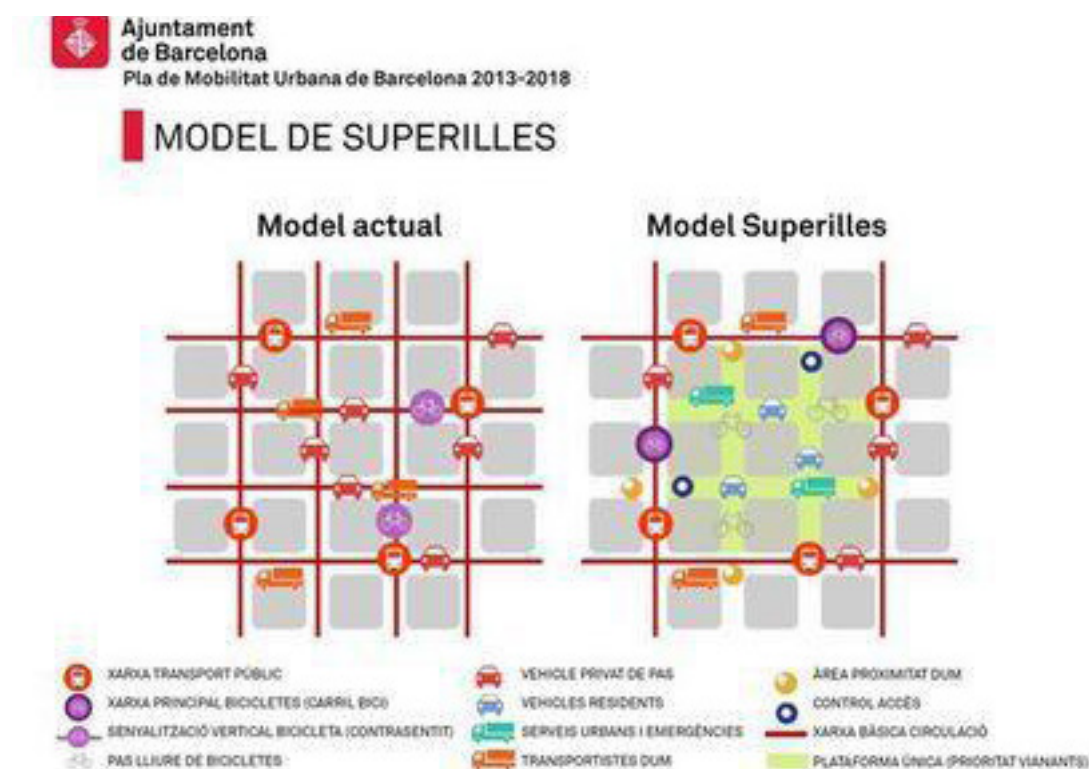 Ajuntament
de Barcelona
Pla de Mobilitat Urbana de Barcelona 2013-2018
MODEL DE SUPERILLES
Model actual
Model Superilles
XARXA TRANSPORT PÚBLIC
XARXA PRINCIPAL BICICLETES (CARRIL BICI)
SENYALITZACIÓ VERTICAL BICICLETA (CONTRASENTIT)
PAS LLIURE DE BICICLETES
VEHICLE PRIVAT DE PAS
VEHICLES RESIDENTS
SERVEIS URBANS I EMERGÈNCIES
TRANSPORTISTES DUM
ÀREA PROXIMITAT DUM
CONTROL ACCÉS
XARXA BÀSICA CIRCULACIÓ
PLATAFORMA ÚNICA (PRIORITAT VIANANTS)